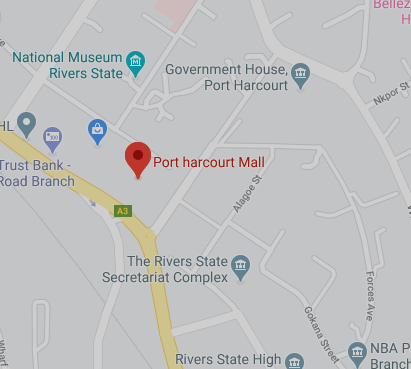 Bellez
H
National Museum
Rivers State
Government House,
Port Harcourt
Nkpor St
HL
Trust Bank -
Road Branch
Port harcourt Mall
A3
Alagoe St
The Rivers State
Secretariat Complex
Forces Ave
Gokana Street
Wharf
NBA P
Branch
Rivers State High